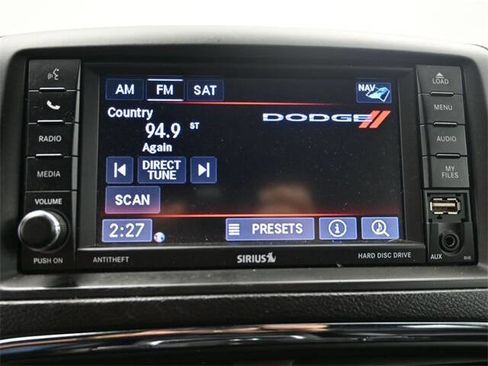 AM FM SAT NAV
Country
94.9 ST
DODGE
Again
DIRECT
TUNE
SCAN
2:27 PRESETS
LOAD
RADIO
MENU
MEDIA
AUDIO
VOLUME
MY
FILES
PUSH ON
ANTITHEFT
SIRIUS
HARD DISC DRIVE
AUX